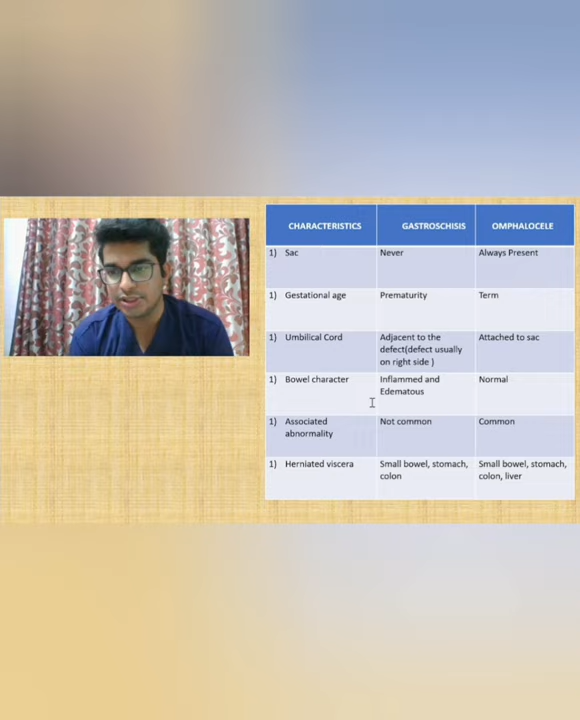 CHARACTERISTICS GASTROSCHISIS OMPHALOCELE
1) Sac Never Always Present
1) Gestational age Prematurity Term
1) Umbilical Cord Adjacent to the Attached to sac
defect(defect usually
on right side )
1) Bowel character Inflammed and Normal
Edematous
1) Associated Not common Common
abnormality
1) Herniated viscera Small bowel, stomach, Small bowel, stomach,
colon colon, liver